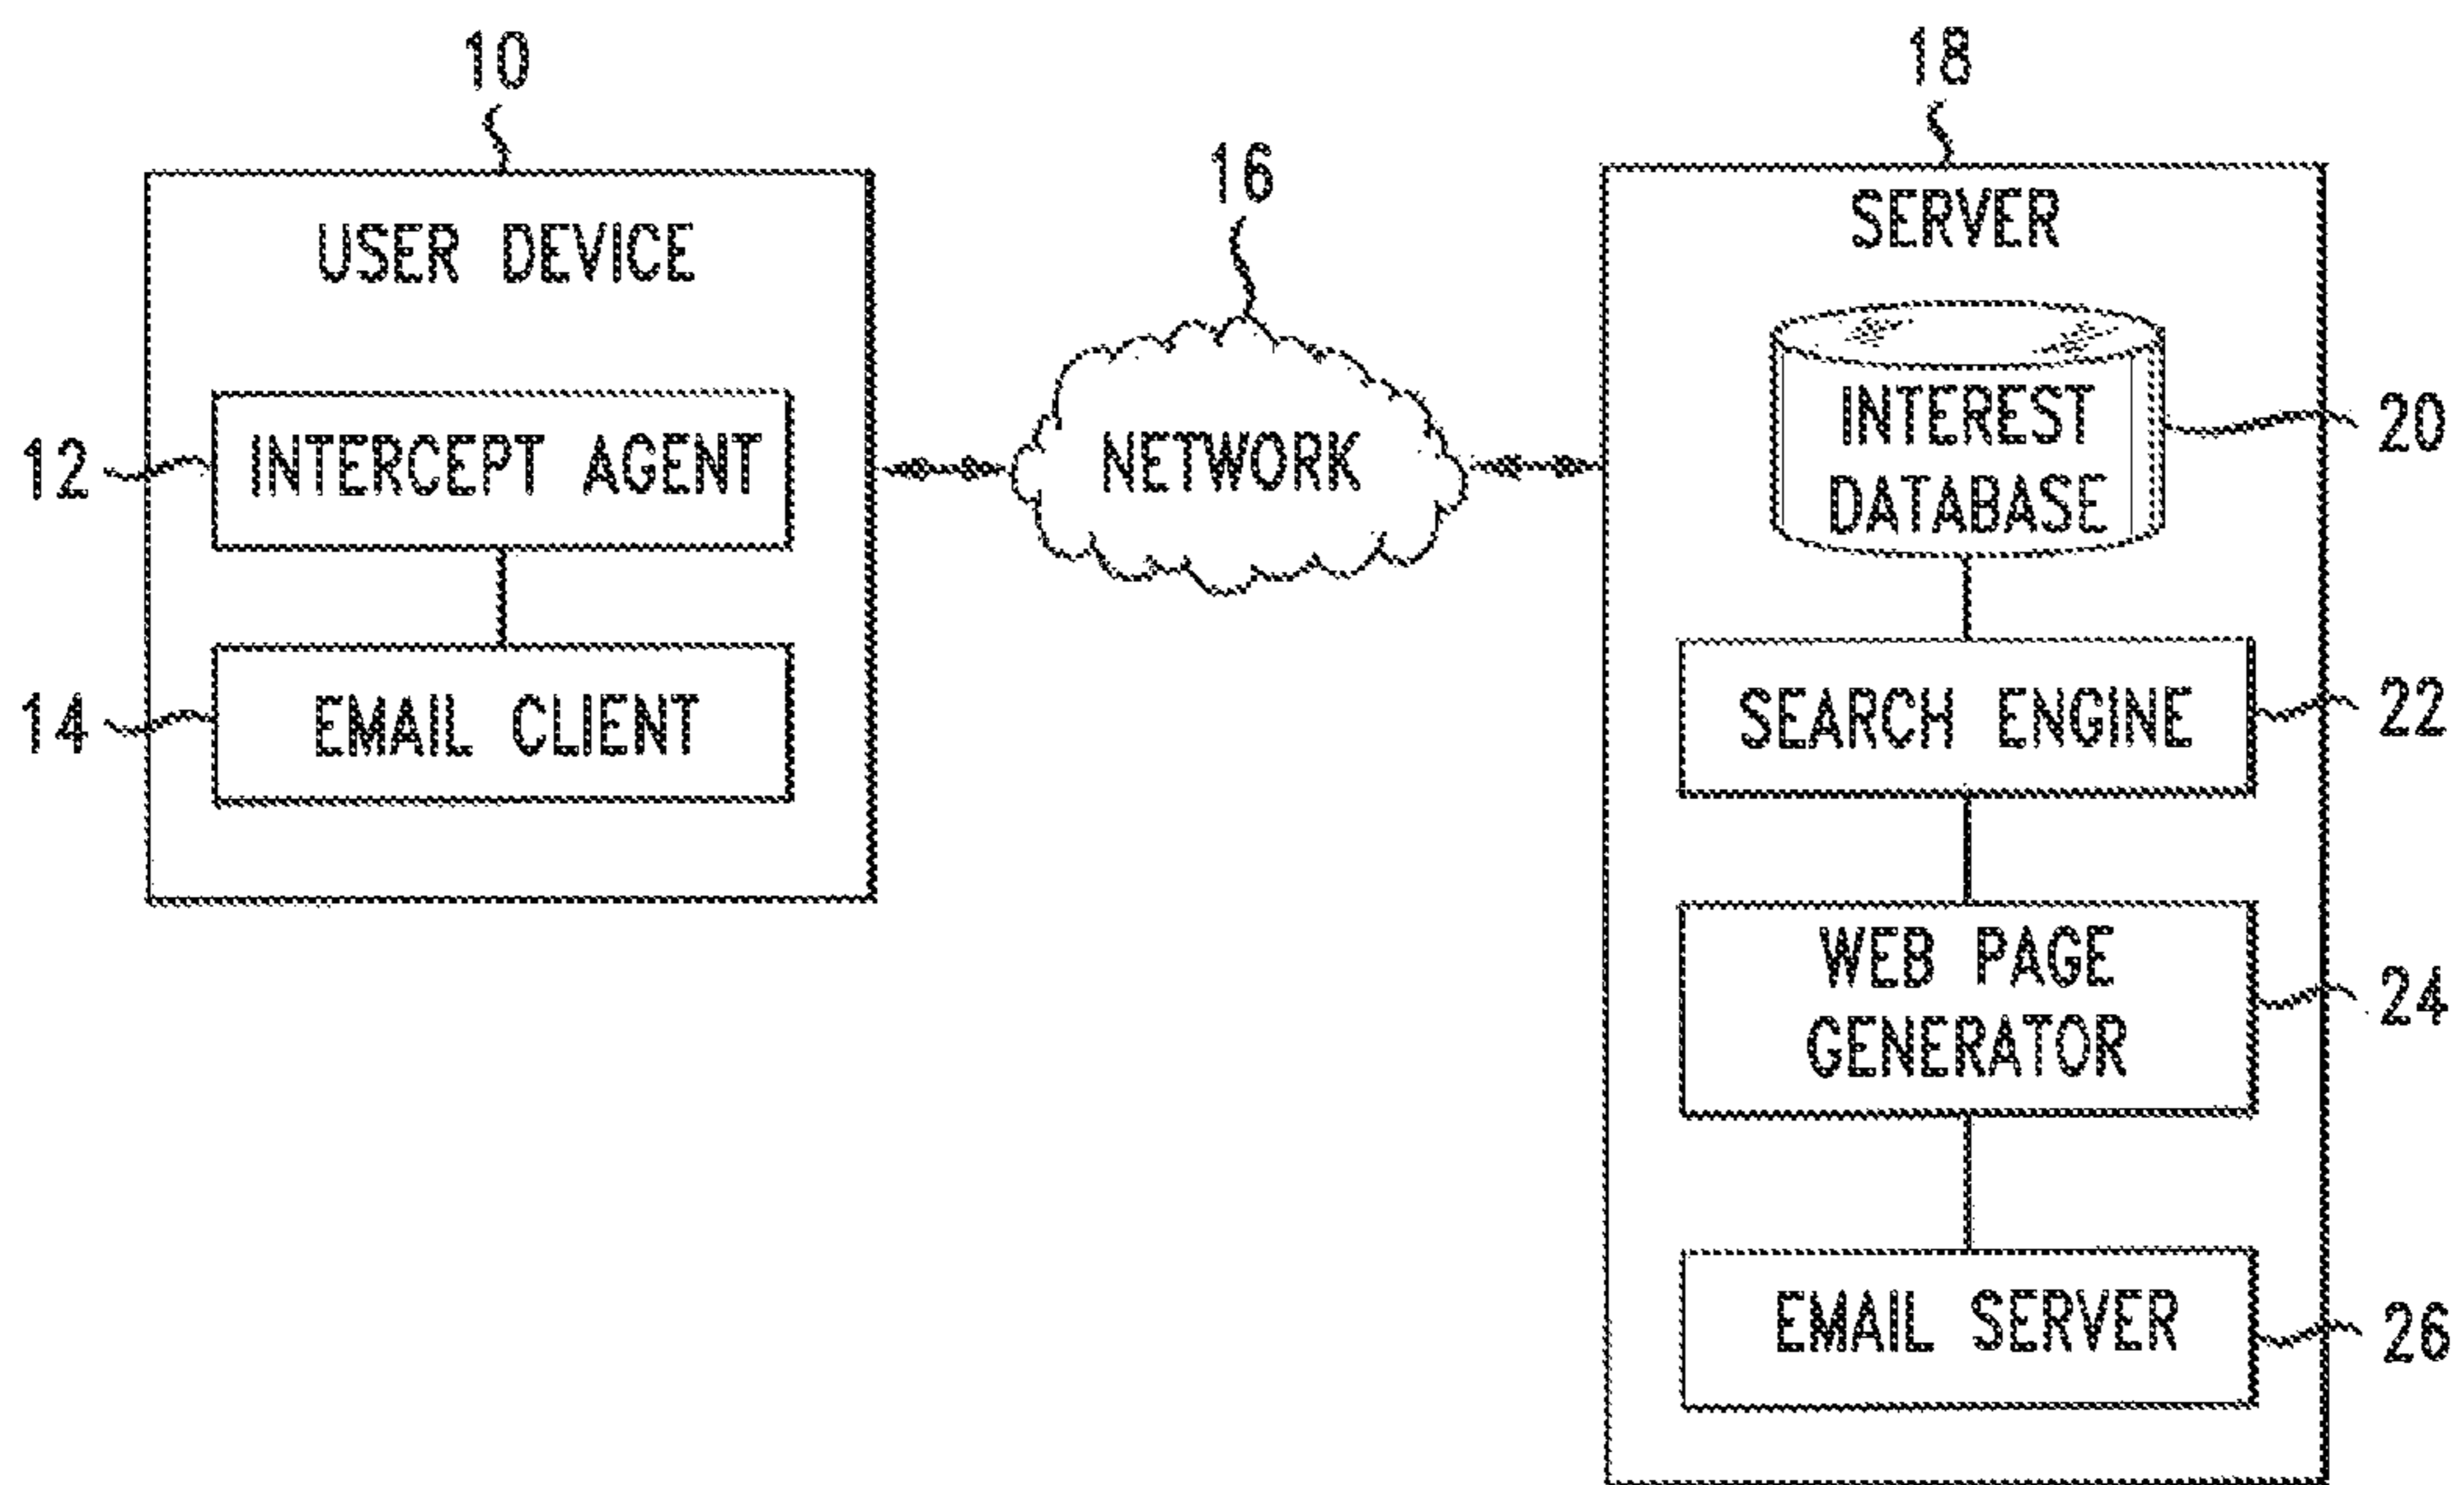 10
USER DEVICE
12
INTERCEPT AGENT
14
EMAIL CLIENT
16
NETWORK
18
SERVER
INTEREST
DATABASE
20
SEARCH ENGINE
22
WEB PAGE
GENERATOR
24
EMAIL SERVER
26